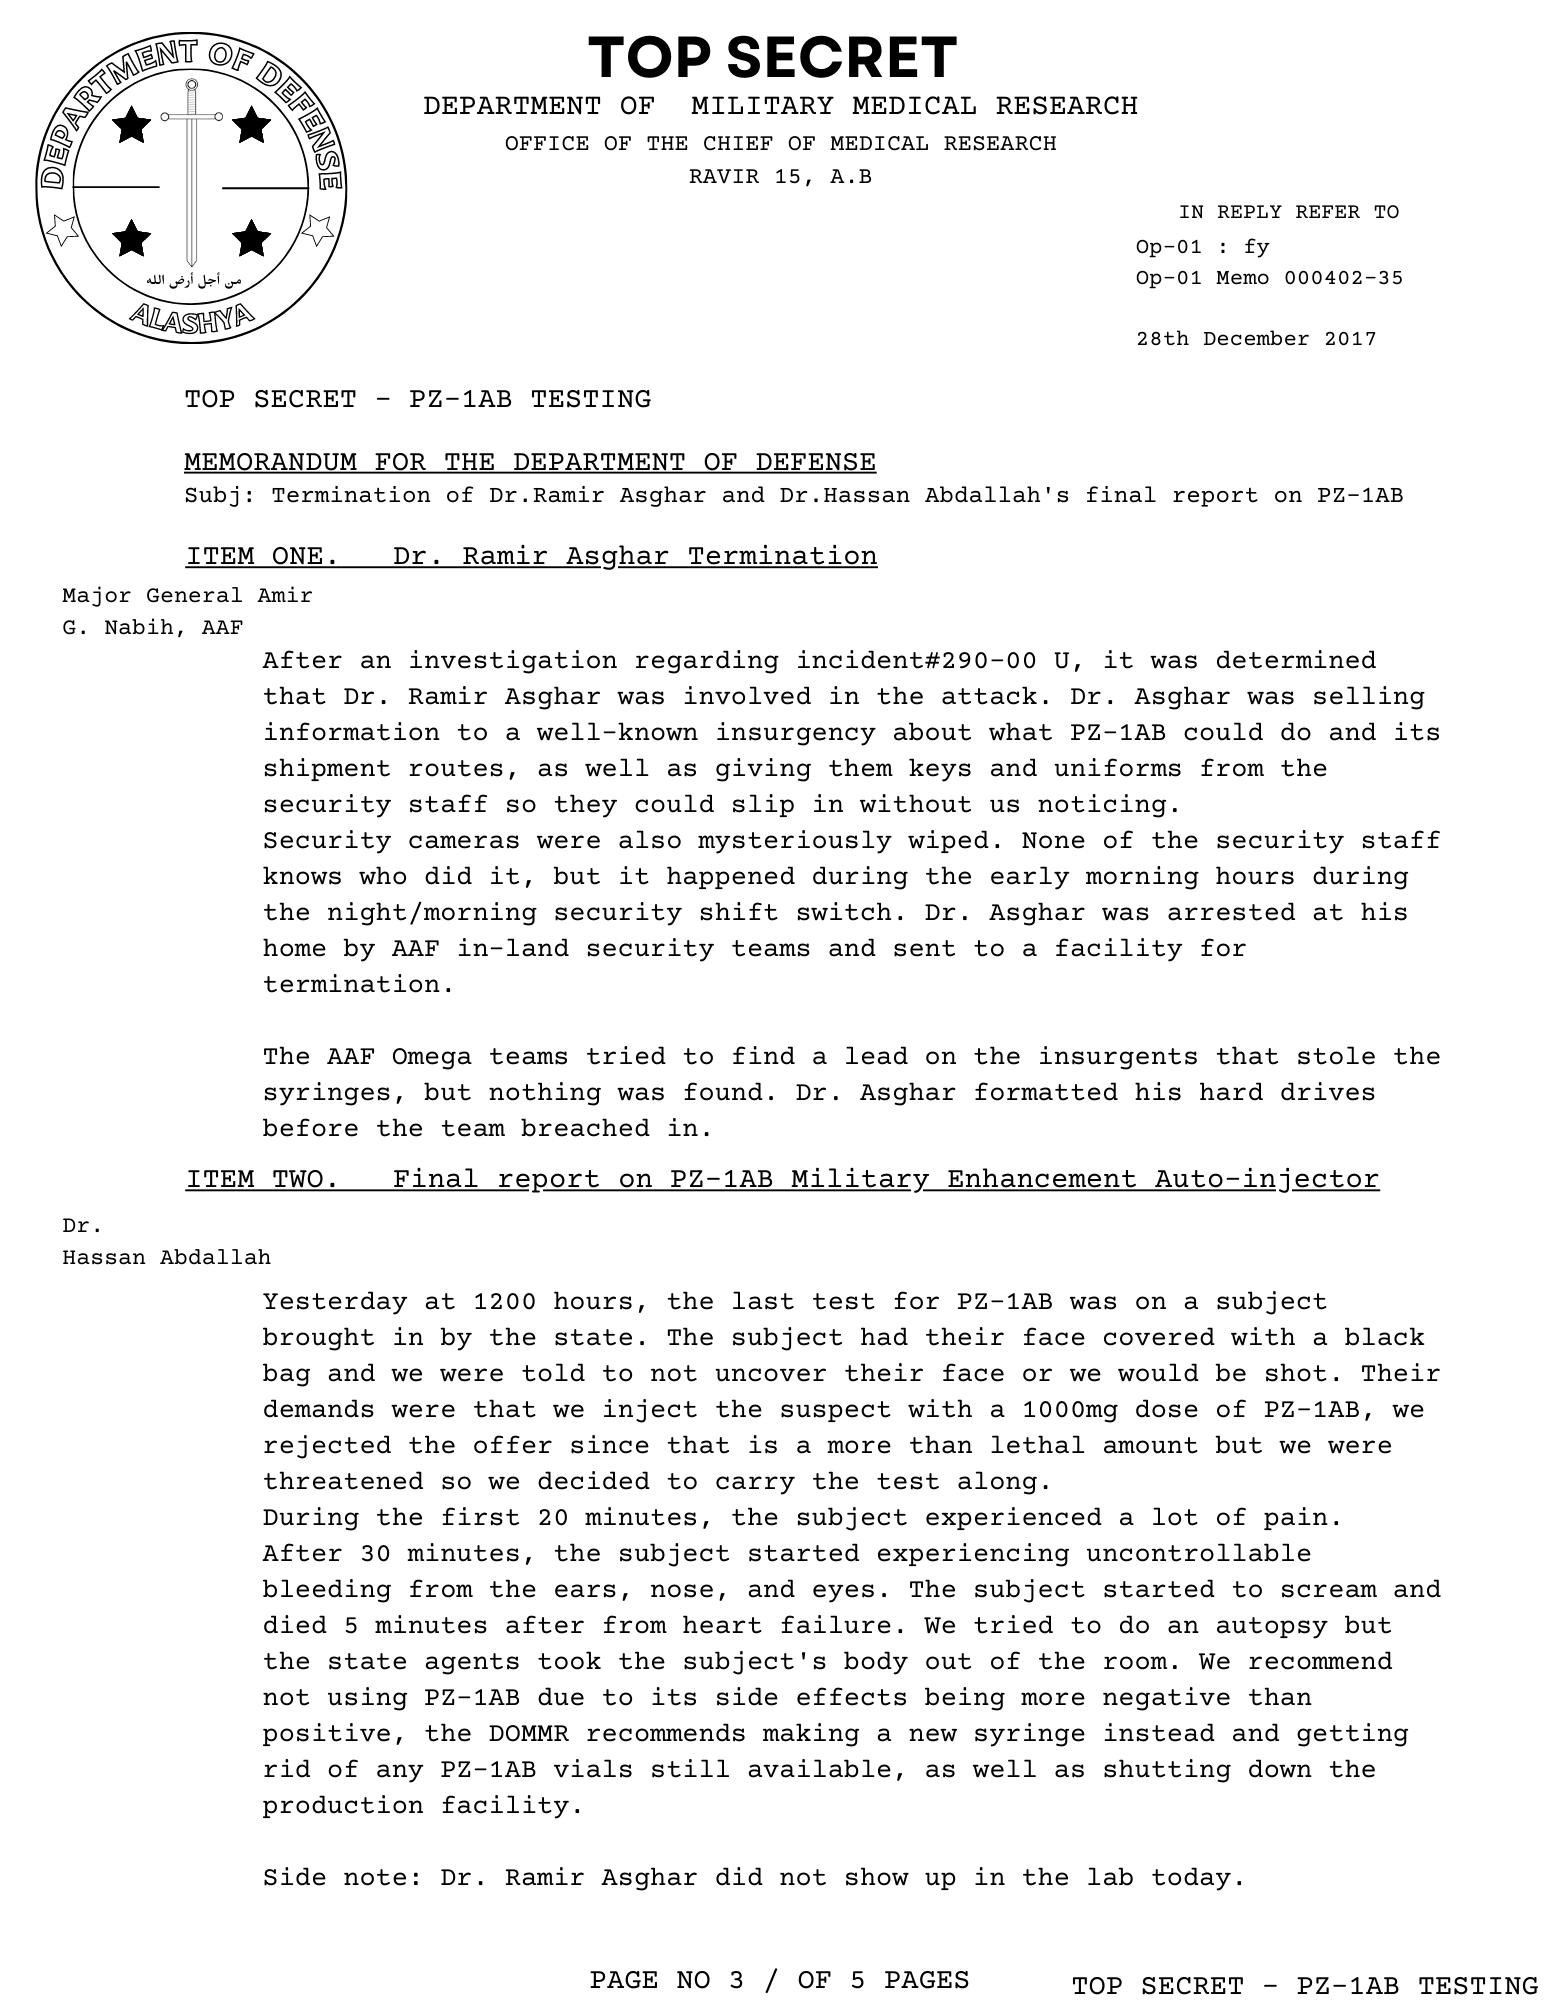 DEPARTMENT OF DEFENSE
من أجل أرض الله
ALASHYA
TOP SECRET
DEPARTMENT OF  MILITARY MEDICAL RESEARCH
OFFICE OF THE CHIEF OF MEDICAL RESEARCH
RAVIR 15, A.B
IN REPLY REFER TO
Op-01 : fy
Op-01 Memo 000402-35
28th December 2017
TOP SECRET - PZ-1AB TESTING
MEMORANDUM FOR THE DEPARTMENT OF DEFENSE
Subj: Termination of Dr.Ramir Asghar and Dr.Hassan Abdallah's final report on PZ-1AB
ITEM ONE.   Dr. Ramir Asghar Termination
Major General Amir
G. Nabih, AAF
After an investigation regarding incident#290-00 U, it was determined
that Dr. Ramir Asghar was involved in the attack. Dr. Asghar was selling
information to a well-known insurgency about what PZ-1AB could do and its
shipment routes, as well as giving them keys and uniforms from the
security staff so they could slip in without us noticing.
Security cameras were also mysteriously wiped. None of the security staff
knows who did it, but it happened during the early morning hours during
the night/morning security shift switch. Dr. Asghar was arrested at his
home by AAF in-land security teams and sent to a facility for
termination.
The AAF Omega teams tried to find a lead on the insurgents that stole the
syringes, but nothing was found. Dr. Asghar formatted his hard drives
before the team breached in.
ITEM TWO.   Final report on PZ-1AB Military Enhancement Auto-injector
Dr.
Hassan Abdallah
Yesterday at 1200 hours, the last test for PZ-1AB was on a subject
brought in by the state. The subject had their face covered with a black
bag and we were told to not uncover their face or we would be shot. Their
demands were that we inject the suspect with a 1000mg dose of PZ-1AB, we
rejected the offer since that is a more than lethal amount but we were
threatened so we decided to carry the test along.
During the first 20 minutes, the subject experienced a lot of pain.
After 30 minutes, the subject started experiencing uncontrollable
bleeding from the ears, nose, and eyes. The subject started to scream and
died 5 minutes after from heart failure. We tried to do an autopsy but
the state agents took the subject's body out of the room. We recommend
not using PZ-1AB due to its side effects being more negative than
positive, the DOMMR recommends making a new syringe instead and getting
rid of any PZ-1AB vials still available, as well as shutting down the
production facility.
Side note: Dr. Ramir Asghar did not show up in the lab today.
PAGE NO 3 / OF 5 PAGES
TOP SECRET - PZ-1AB TESTING